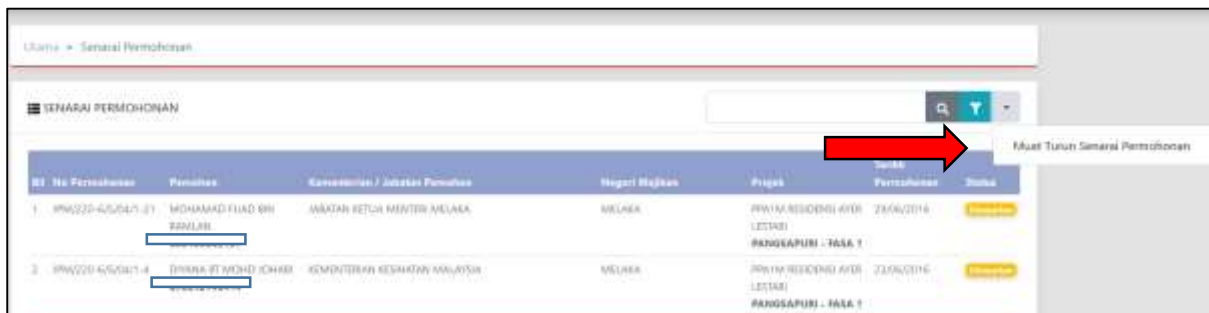 Utama » Senarai Permohonan
SENARAI PERMOHONAN
Muat Turun Senarai Permohonan
Bil No Permohonan Pemohon Kementerian / Jabatan Pemohon Negeri Majikan Projek Tarikh Permohonan Status
1 MOHAMAD FUAD BIN JABATAN KETUA MENTERI MELAKA MELAKA PPA1M RESIDENSI AYER 23/06/2016
RAMLAN LESTARI
PANGSAPURI - FASA 1
2 DIYANA BT MOHD JOHARI KEMENTERIAN KESIHATAN MALAYSIA MELAKA PPA1M RESIDENSI AYER 23/06/2016
LESTARI
PANGSAPURI - FASA 1